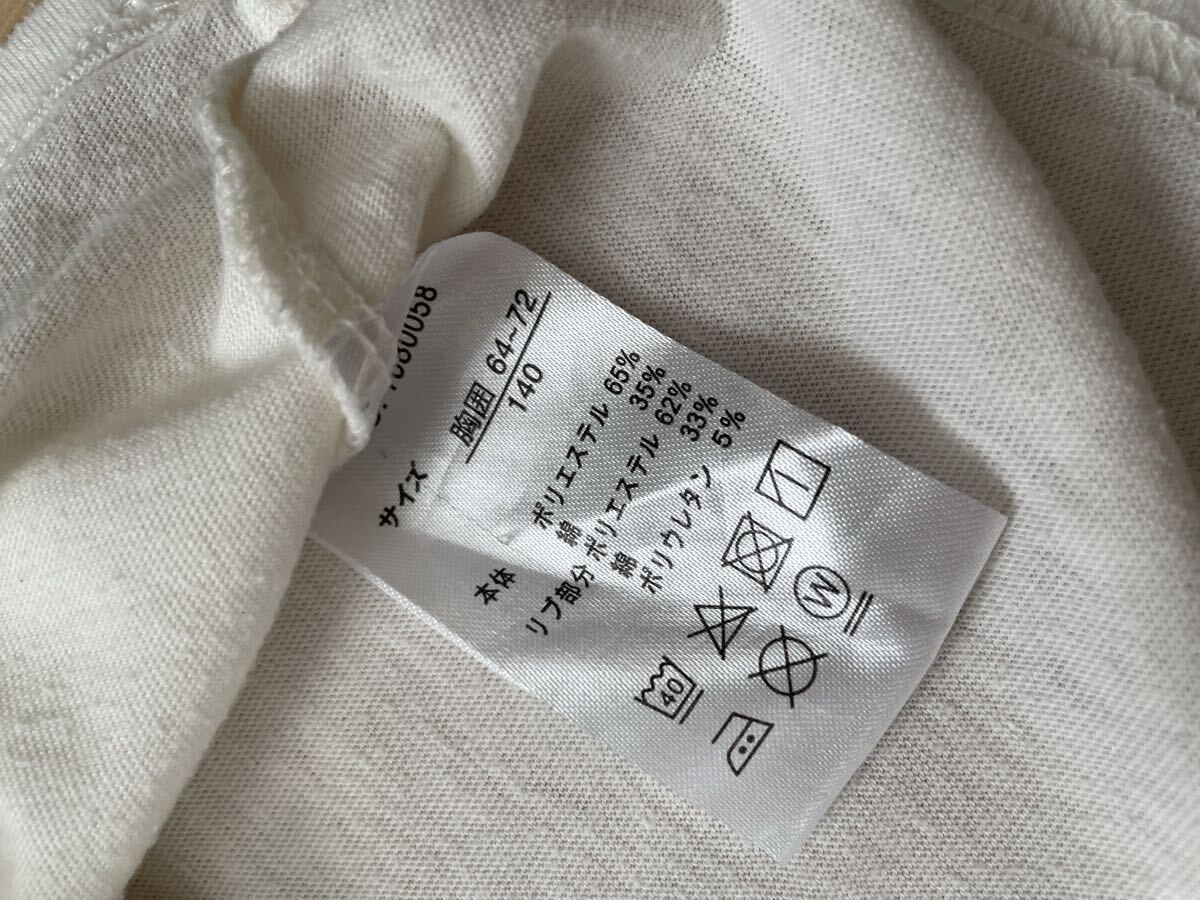 サイズ
胸囲 64~72
140
本体 ポリエステル 65%
綿 35%
リブ部分 ポリエステル 62%
綿 33%
ポリウレタン 5%
40
W